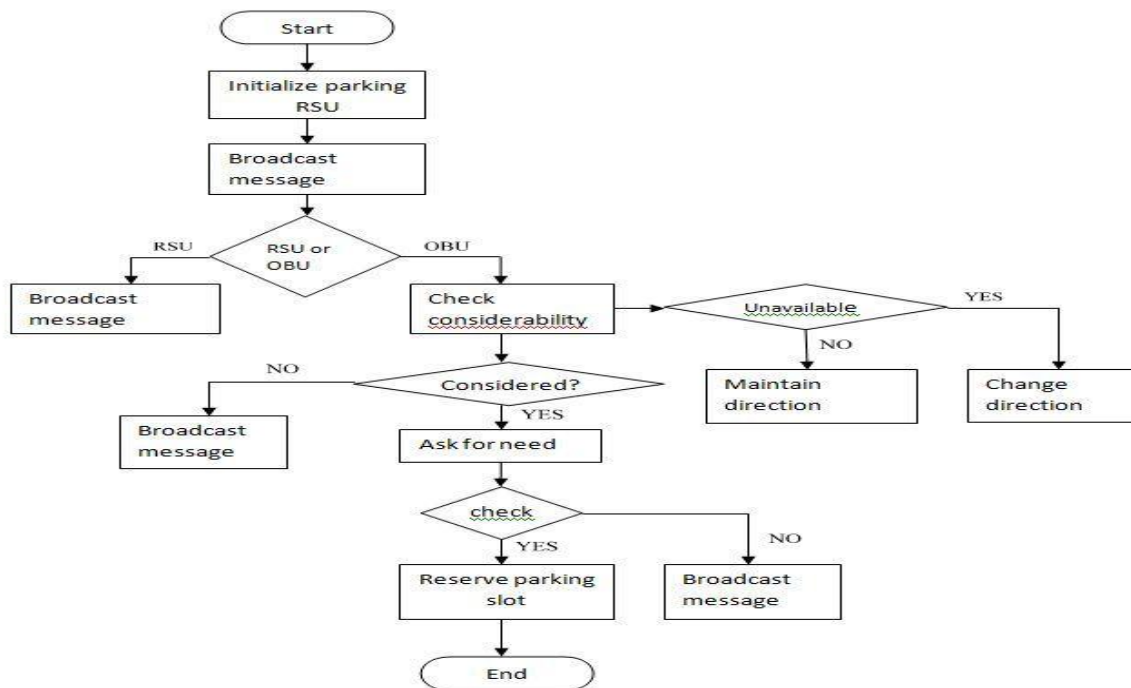 Start
Initialize parking
RSU
Broadcast
message
RSU or
OBU
RSU
OBU
Broadcast
message
Check
considerability
Unavailable
YES
NO
Maintain
direction
Change
direction
Considered?
NO
YES
Broadcast
message
Ask for need
check
YES
NO
Reserve parking
slot
Broadcast
message
End